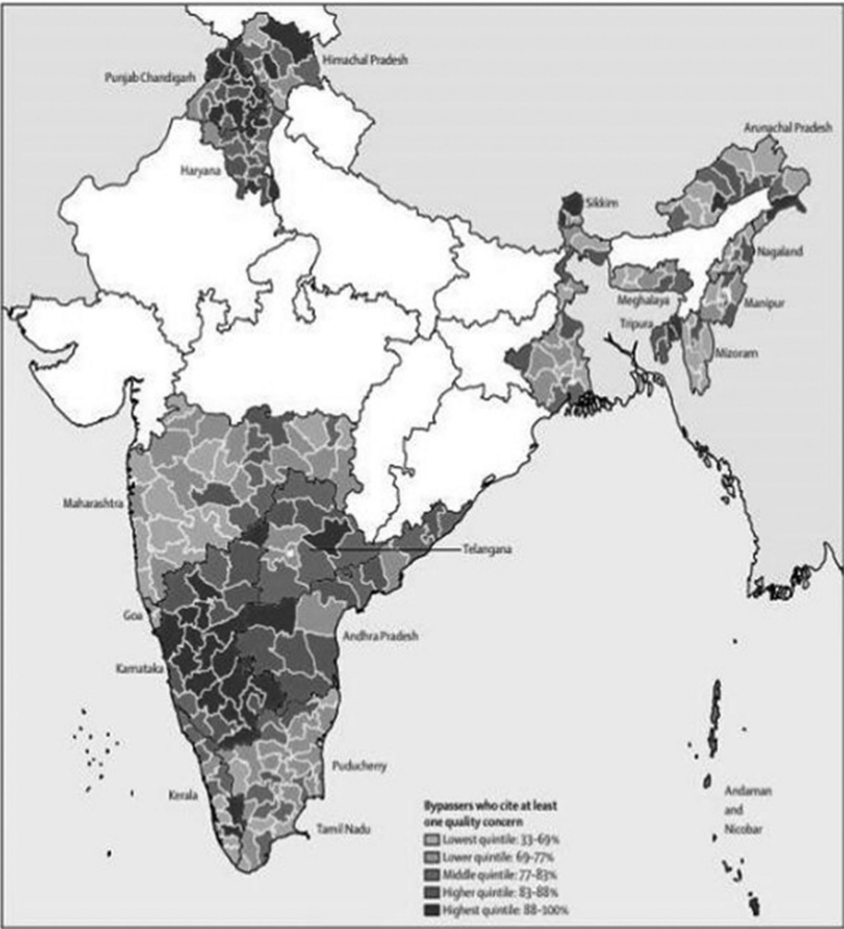 Himachal Pradesh
Punjab Chandigarh
Arunachal Pradesh
Haryana
Sikkim
Nagaland
Meghalaya
Manipur
Tripura
Mizoram
Maharashtra
Telangana
Goa
Andhra Pradesh
Karnataka
Puducherry
Kerala
Tamil Nadu
Andaman
and
Nicobar
Bypassers who cite at least
one quality concern
Lowest quintile: 33-69%
Lower quintile: 69-77%
Middle quintile: 77-83%
Higher quintile: 83-88%
Highest quintile: 88-100%